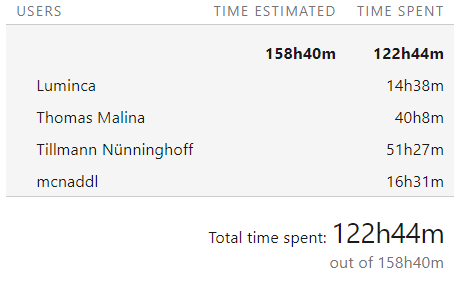 USERS TIME ESTIMATED TIME SPENT
158h40m 122h44m
Luminca 14h38m
Thomas Malina 40h8m
Tillmann Nünninghoff 51h27m
mcnaddl 16h31m
Total time spent: 122h44m
out of 158h40m